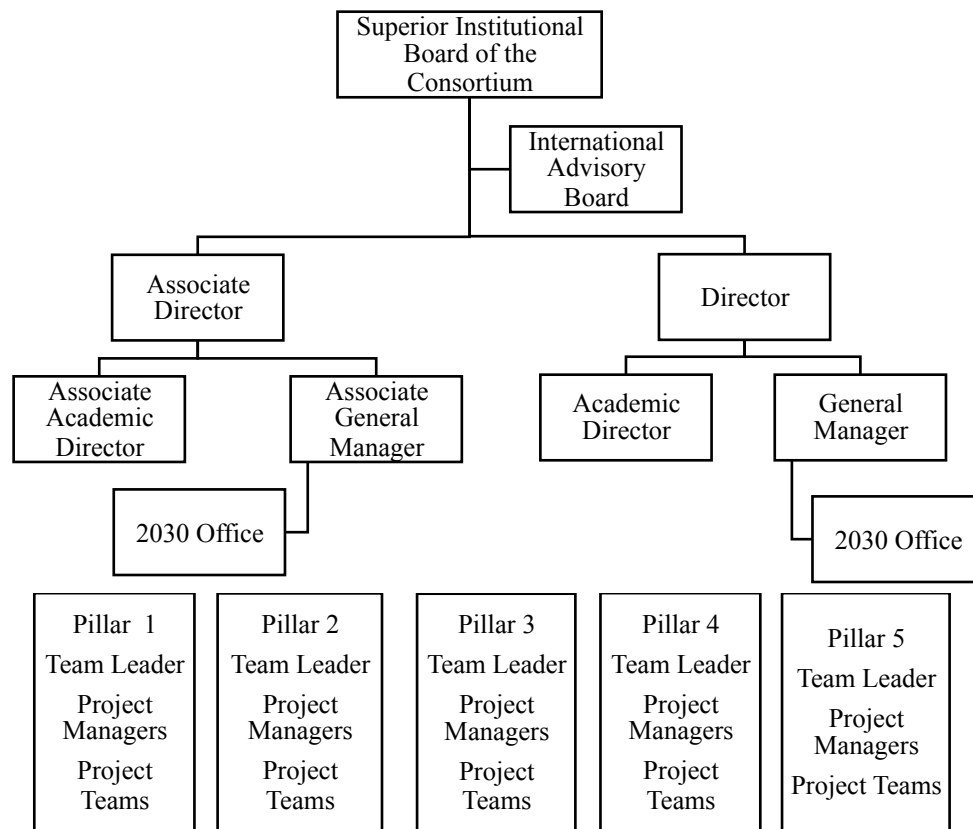 Superior Institutional
Board of the
Consortium
International
Advisory
Board
Associate
Director
Director
Associate
Academic
Director
Associate
General
Manager
Academic
Director
General
Manager
2030 Office
2030 Office
Pillar 1
Team Leader
Project
Managers
Project
Teams
Pillar 2
Team Leader
Project
Managers
Project
Teams
Pillar 3
Team Leader
Project
Managers
Project
Teams
Pillar 4
Team Leader
Project
Managers
Project
Teams
Pillar 5
Team Leader
Project
Managers
Project Teams